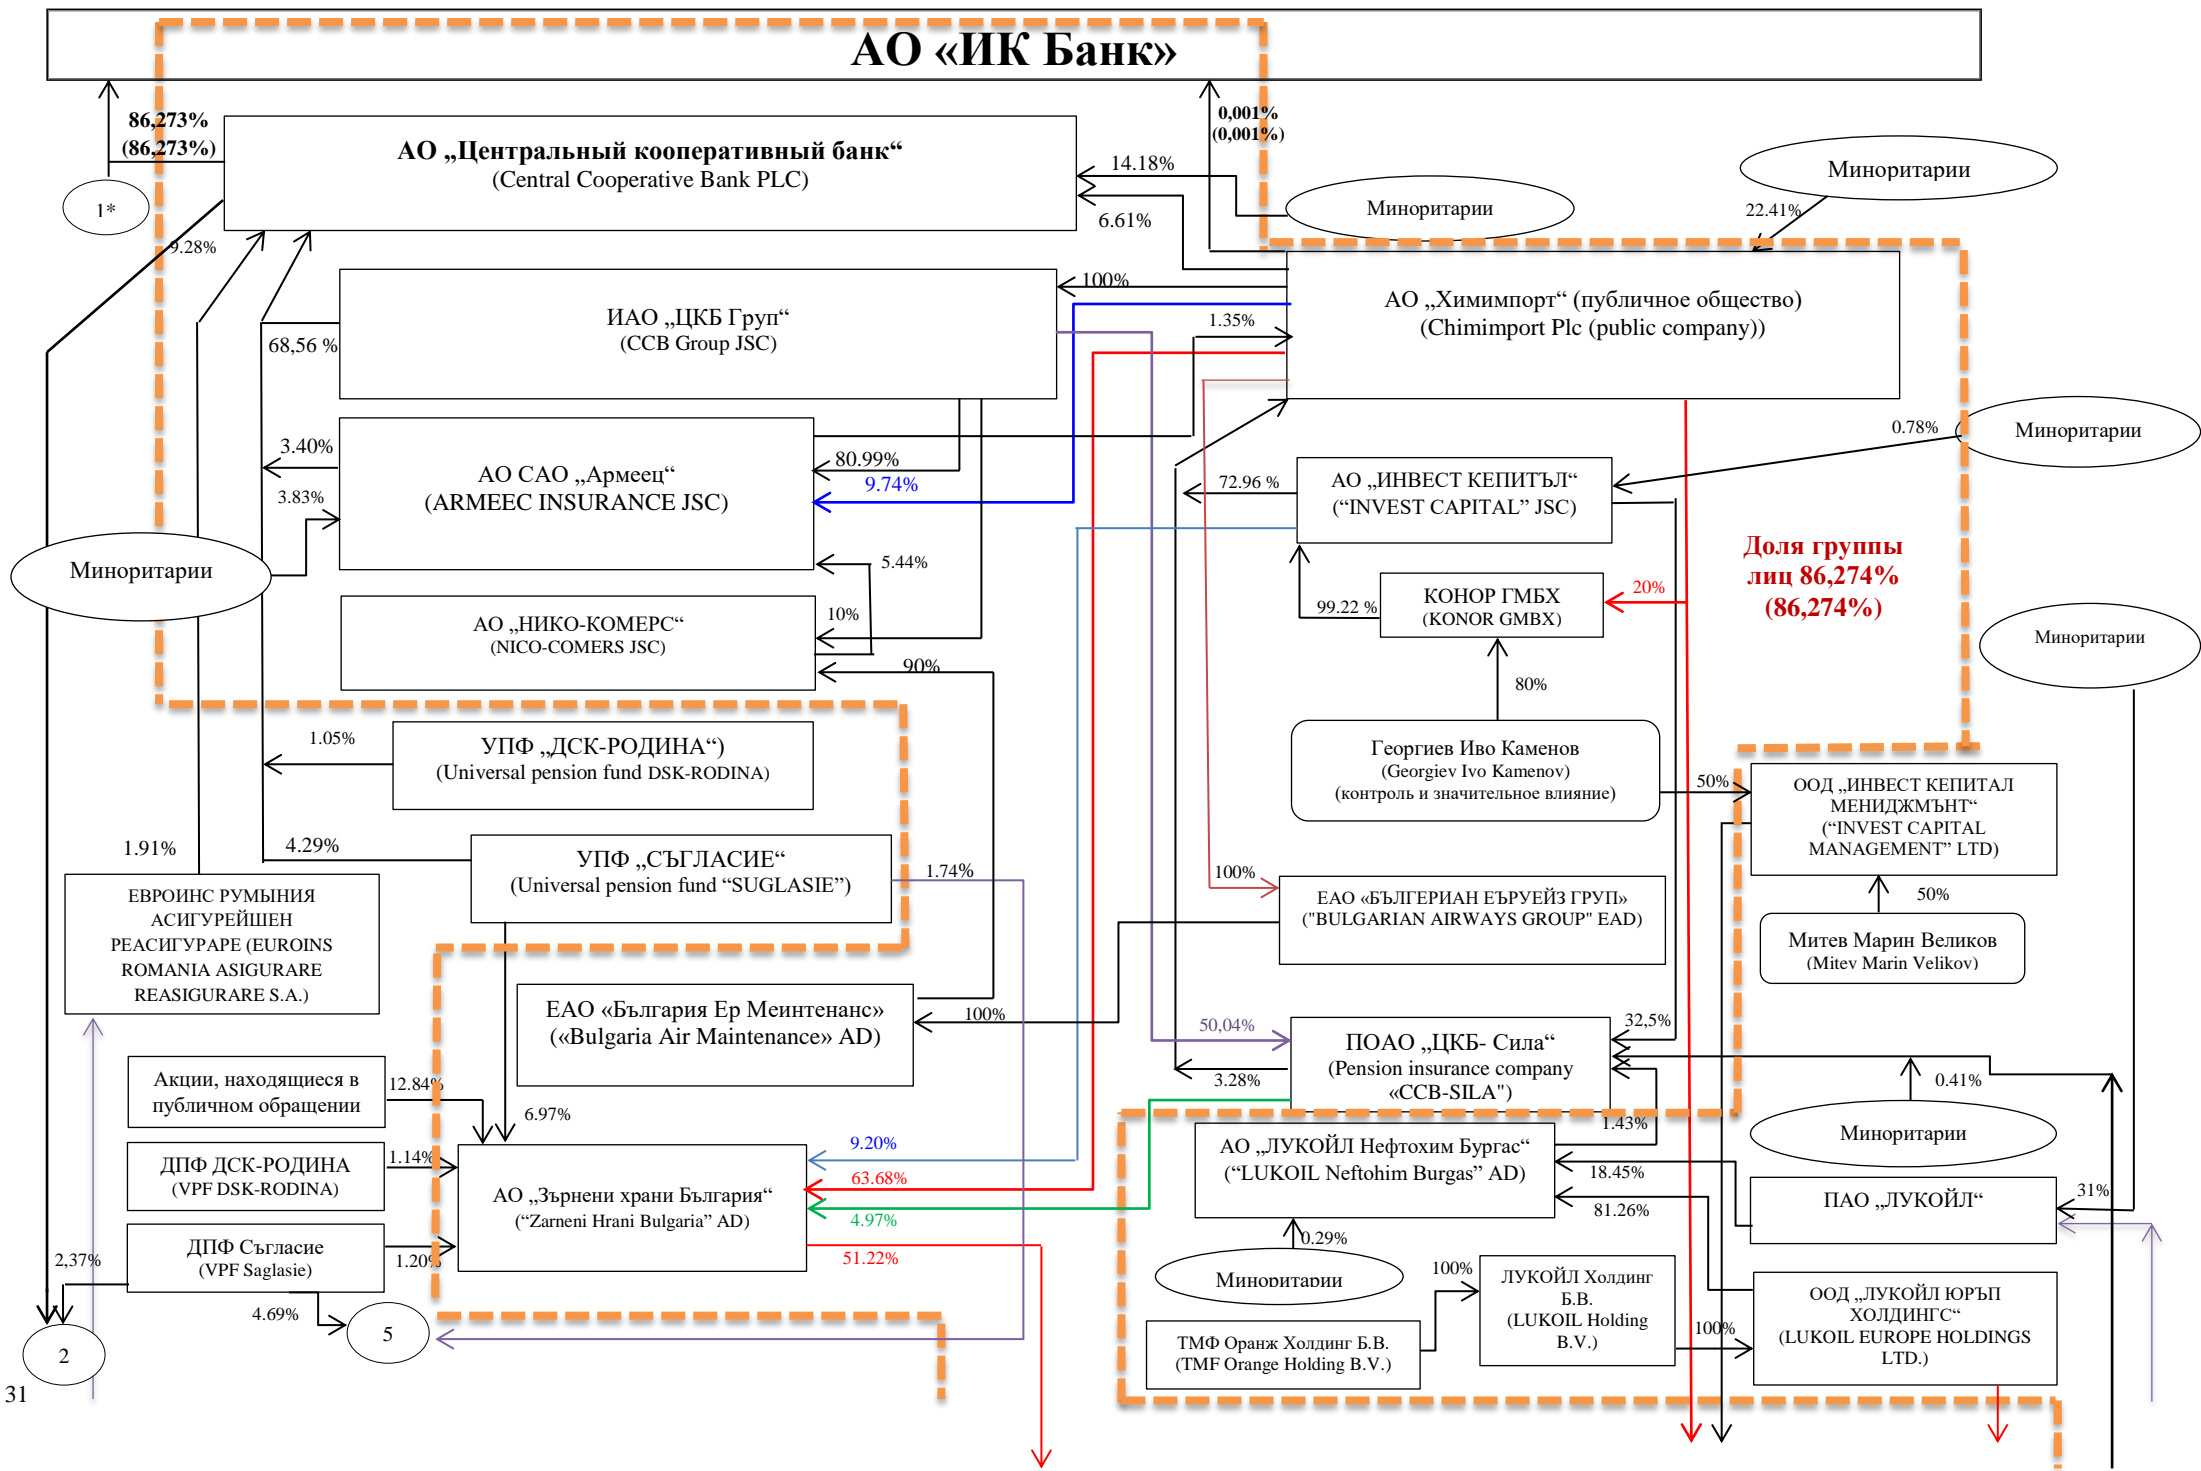 АО «ИК Банк»
86,273%
(86,273%)
0,001%
(0,001%)
АО „Центральный кооперативный банк“
(Central Cooperative Bank PLC)
14.18%
6.61%
Миноритарии
Миноритарии
22.41%
1*
9.28%
ИАО „ЦКБ Груп“
(CCB Group JSC)
100%
68,56 %
АО „Химимпорт“ (публичное общество)
(Chimimport Plc (public company))
1.35%
АО САО „Армеец“
(ARMEEC INSURANCE JSC)
3.40%
3.83%
80.99%
9.74%
5.44%
Миноритарии
АО „ИНВЕСТ КЕПИТЪЛ“
(“INVEST CAPITAL” JSC)
72.96 %
0.78%
Миноритарии
Доля группы
лиц 86,274%
(86,274%)
АО „НИКО-КОМЕРС“
(NICO-COMERS JSC)
10%
90%
КОНОР ГМБХ
(KONOR GMBX)
99.22 %
20%
80%
Миноритарии
УПФ „ДСК-РОДИНА“)
(Universal pension fund DSK-RODINA)
1.05%
Георгиев Иво Каменов
(Georgiev Ivo Kamenov)
(контроль и значительное влияние)
50%
ООД „ИНВЕСТ КЕПИТАЛ
МЕНИДЖМЪНТ“
(“INVEST CAPITAL
MANAGEMENT” LTD)
50%
Митев Марин Великов
(Mitev Marin Velikov)
1.91%
4.29%
УПФ „СЪГЛАСИЕ“
(Universal pension fund “SUGLASIE”)
1.74%
ЕВРОИНС РУМЫНИЯ
АСИГУРЕЙШЕН
РЕАСИГУРАРЕ (EUROINS
ROMANIA ASIGURARE
REASIGURARE S.A.)
100%
ЕАО «БЪЛГЕРИАН ЕЪРУЕЙЗ ГРУП»
("BULGARIAN AIRWAYS GROUP" EAD)
ЕАО «България Ер Меинтенанс»
(«Bulgaria Air Maintenance» AD)
100%
50,04%
ПОАО „ЦКБ- Сила“
(Pension insurance company
«CCB-SILA")
32,5%
3.28%
0.41%
1.43%
Миноритарии
Акции, находящиеся в
публичном обращении
12.84%
6.97%
ДПФ ДСК-РОДИНА
(VPF DSK-RODINA)
1.14%
АО „Зърнени храни България“
(“Zarneni Hrani Bulgaria” AD)
9.20%
63.68%
4.97%
51.22%
АО „ЛУКОЙЛ Нефтохим Бургас“
(“LUKOIL Neftohim Burgas” AD)
18.45%
81.26%
0.29%
Миноритарии
ПАО „ЛУКОЙЛ“
31%
ДПФ Съгласие
(VPF Saglasie)
2,37%
1.20%
4.69%
2
5
ТМФ Оранж Холдинг Б.В.
(TMF Orange Holding B.V.)
100%
ЛУКОЙЛ Холдинг
Б.В.
(LUKOIL Holding
B.V.)
100%
ООД „ЛУКОЙЛ ЮРЪП
ХОЛДИНГС“
(LUKOIL EUROPE HOLDINGS
LTD.)
31